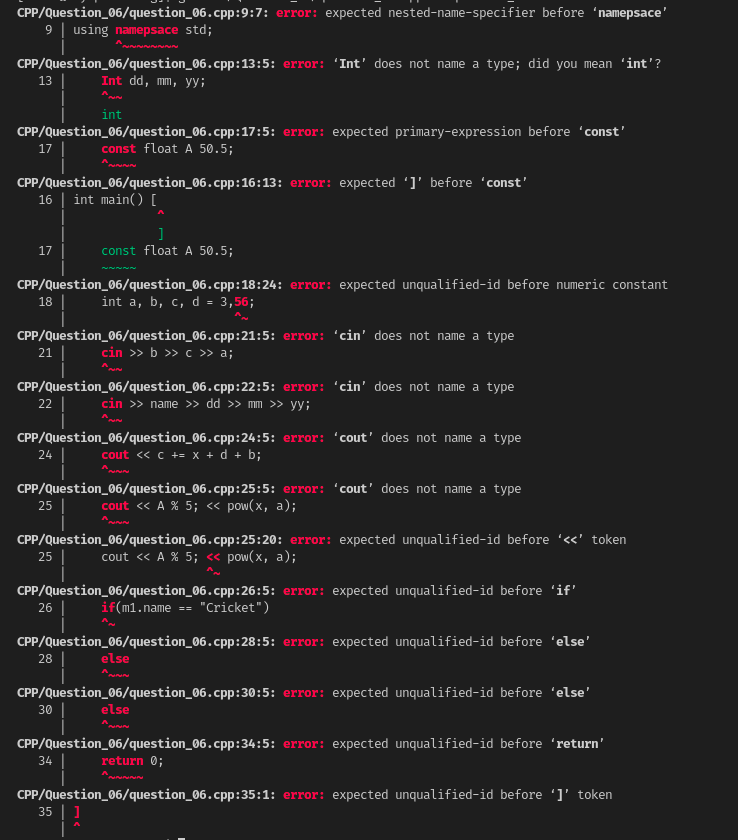 CPP/Question_06/question_06.cpp:9:7: error: expected nested-name-specifier before ‘namepsace’
9 | using namepsace std;
| ^~~~~~~~~
CPP/Question_06/question_06.cpp:13:5: error: ‘Int’ does not name a type; did you mean ‘int’?
13 | Int dd, mm, yy;
| ^~~
| int
CPP/Question_06/question_06.cpp:17:5: error: expected primary-expression before ‘const’
17 | const float A 50.5;
| ^~~~~
CPP/Question_06/question_06.cpp:16:13: error: expected ‘]’ before ‘const’
16 | int main() [
| ^
| ]
17 | const float A 50.5;
| ~~~~~
CPP/Question_06/question_06.cpp:18:24: error: expected unqualified-id before numeric constant
18 | int a, b, c, d = 3,56;
| ^~
CPP/Question_06/question_06.cpp:21:5: error: ‘cin’ does not name a type
21 | cin >> b >> c >> a;
| ^~~
CPP/Question_06/question_06.cpp:22:5: error: ‘cin’ does not name a type
22 | cin >> name >> dd >> mm >> yy;
| ^~~
CPP/Question_06/question_06.cpp:24:5: error: ‘cout’ does not name a type
24 | cout << c += x + d + b;
| ^~~~
CPP/Question_06/question_06.cpp:25:5: error: ‘cout’ does not name a type
25 | cout << A % 5; << pow(x, a);
| ^~~~
CPP/Question_06/question_06.cpp:25:20: error: expected unqualified-id before ‘<<’ token
25 | cout << A % 5; << pow(x, a);
| ^~
CPP/Question_06/question_06.cpp:26:5: error: expected unqualified-id before ‘if’
26 | if(m1.name == "Cricket")
| ^~
CPP/Question_06/question_06.cpp:28:5: error: expected unqualified-id before ‘else’
28 | else
| ^~~~
CPP/Question_06/question_06.cpp:30:5: error: expected unqualified-id before ‘else’
30 | else
| ^~~~
CPP/Question_06/question_06.cpp:34:5: error: expected unqualified-id before ‘return’
34 | return 0;
| ^~~~~~
CPP/Question_06/question_06.cpp:35:1: error: expected unqualified-id before ‘]’ token
35 | ]
| ^